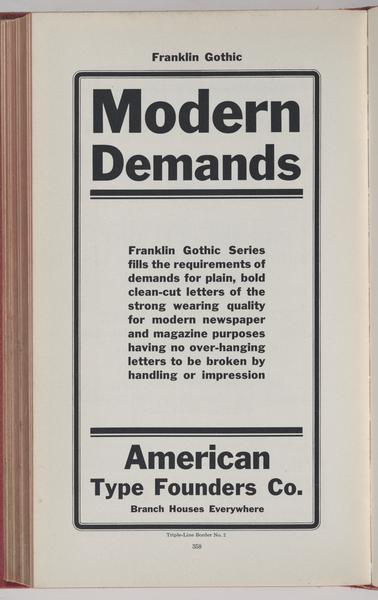 Franklin Gothic
Modern
Demands
Franklin Gothic Series
fills the requirements of
demands for plain, bold
clean-cut letters of the
strong wearing quality
for modern newspaper
and magazine purposes
having no over-hanging
letters to be broken by
handling or impression
American
Type Founders Co.
Branch Houses Everywhere
Triple-Line Border No. 2
358